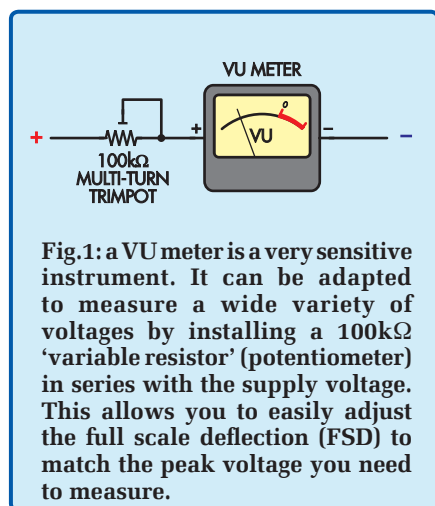 VU METER
0
+
+
VU
−
−
100kΩ
MULTI-TURN
TRIMPOT
Fig.1: a VU meter is a very sensitive
instrument. It can be adapted
to measure a wide variety of
voltages by installing a 100kΩ
‘variable resistor’ (potentiometer)
in series with the supply voltage.
This allows you to easily adjust
the full scale deflection (FSD) to
match the peak voltage you need
to measure.